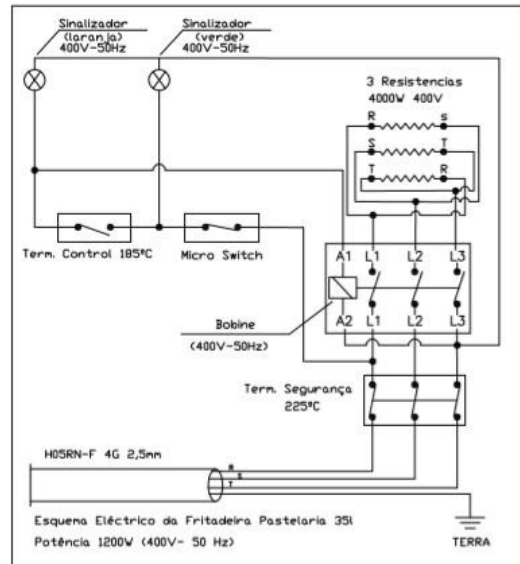 Sinalizador
(laranja)
400V-50Hz
Sinalizador
(verde)
400V-50Hz
3 Resistencias
4000W 400V
R s
S T
T R
Term. Control 185ºC
Micro Switch
A1 L1 L2 L3
A2 L1 L2 L3
Bobine
(400V-50Hz)
Term. Segurança
225ºC
H05RN-F 4G 2,5mm
R
S
T
Esquema Eléctrico da Fritadeira Pastelaria 35l
Potência 1200W (400V- 50 Hz)
TERRA